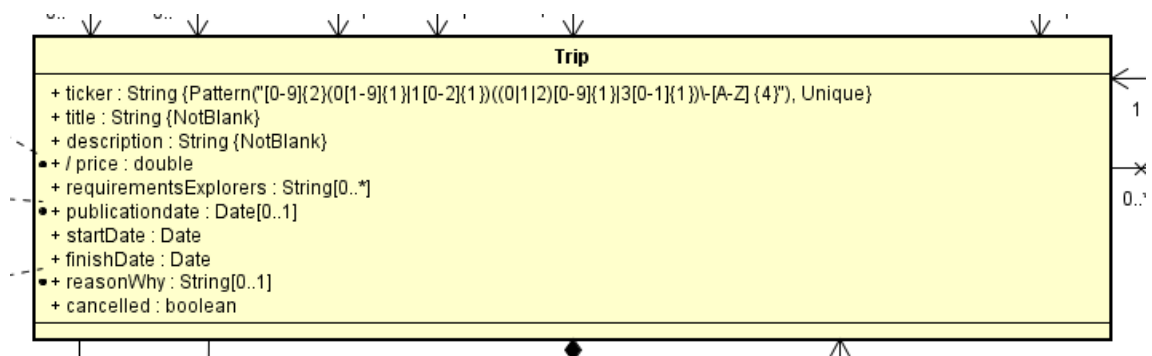 Trip
+ ticker : String {Pattern("[0-9]{2}(0[1-9]{1}|1[0-2]{1})((0|1|2)[0-9]{1}|3[0-1]{1})\-[A-Z] {4}"), Unique}
+ title : String {NotBlank}
+ description : String {NotBlank}
+ / price : double
+ requirementsExplorers : String[0..*]
+ publicationdate : Date[0..1]
+ startDate : Date
+ finishDate : Date
+ reasonWhy : String[0..1]
+ cancelled : boolean
1
0..*